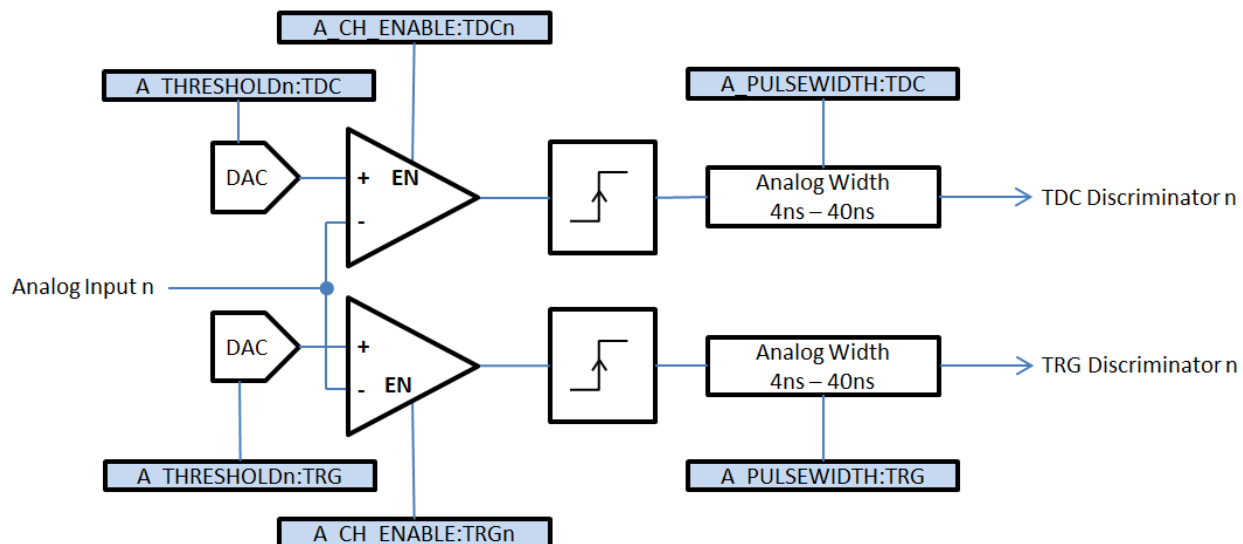 A_CH_ENABLE:TDCn
A_THRESHOLDn:TDC
A_PULSEWIDTH:TDC
DAC
+
EN
-
Analog Width
4ns – 40ns
TDC Discriminator n
Analog Input n
DAC
+
-
EN
Analog Width
4ns – 40ns
TRG Discriminator n
A_THRESHOLDn:TRG
A_PULSEWIDTH:TRG
A_CH_ENABLE:TRGn